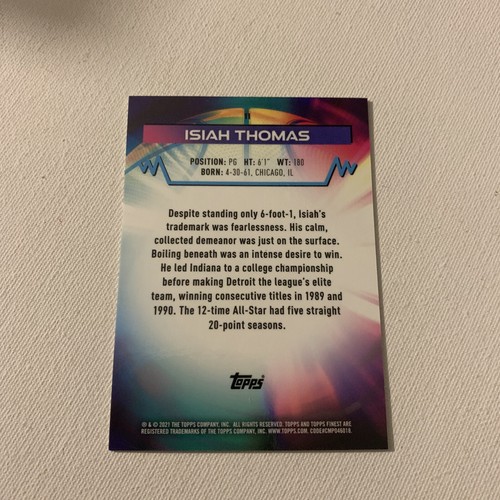 11
ISIAH THOMAS
POSITION: PG HT: 6'1" WT: 180
BORN: 4-30-61, CHICAGO, IL
Despite standing only 6-foot-1, Isiah's
trademark was fearlessness. His calm,
collected demeanor was just on the surface.
Boiling beneath was an intense desire to win.
He led Indiana to a college championship
before making Detroit the league's elite
team, winning consecutive titles in 1989 and
1990. The 12-time All-Star had five straight
20-point seasons.
Topps
® & © 2021 THE TOPPS COMPANY, INC. ALL RIGHTS RESERVED. TOPPS AND TOPPS FINEST ARE
REGISTERED TRADEMARKS OF THE TOPPS COMPANY, INC. WWW.TOPPS.COM. CODE#CMP046018.